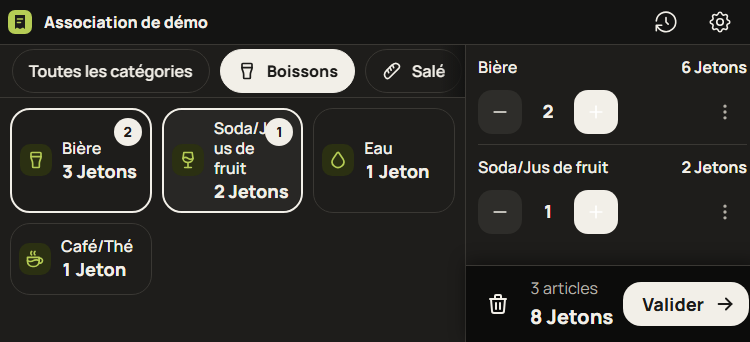 Association de démo
Toutes les catégories
Boissons
Salé
Bière
2
3 Jetons
Soda/J
us de
fruit
1
2 Jetons
Eau
1 Jeton
Café/Thé
1 Jeton
Bière
6 Jetons
2
Soda/Jus de fruit
2 Jetons
1
3 articles
8 Jetons
Valider